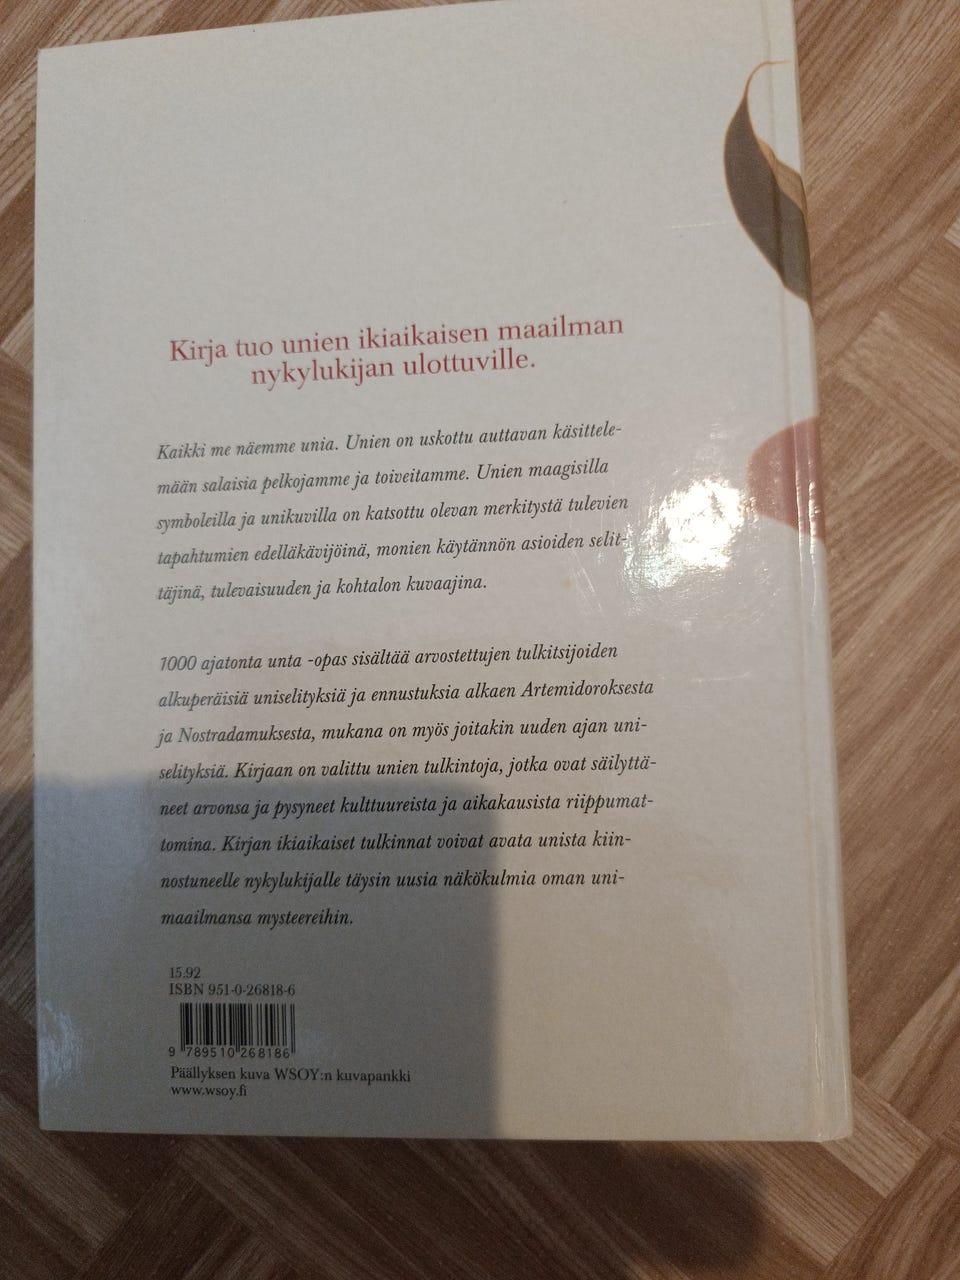 Kirja tuo unien ikiaikaisen maailman
nykylukijan ulottuville.
Kaikki me näemme unia. Unien on uskottu auttavan käsittele-
mään salaisia pelkojamme ja toiveitamme. Unien maagisilla
symboleilla ja unikuvilla on katsottu olevan merkitystä tulevien
tapahtumien edelläkävijöinä, monien käytännön asioiden selit-
täjinä, tulevaisuuden ja kohtalon kuvaajina.
1000 ajatonta unta -opas sisältää arvostettujen tulkitsijoiden
alkuperäisiä uniselityksiä ja ennustuksia alkaen Artemidoroksesta
ja Nostradamuksesta, mukana on myös joitakin uuden ajan uni-
selityksiä. Kirjaan on valittu unien tulkintoja, jotka ovat säilyttä-
neet arvonsa ja pysyneet kulttuureista ja aikakausista riippumat-
tomina. Kirjan ikiaikaiset tulkinnat voivat avata unista kiin-
nostuneelle nykylukijalle täysin uusia näkökulmia oman uni-
maailmansa mysteereihin.
15.92
ISBN 951-0-26818-6
9 789510 268186
Päällyksen kuva WSOY:n kuvapankki
www.wsoy.fi